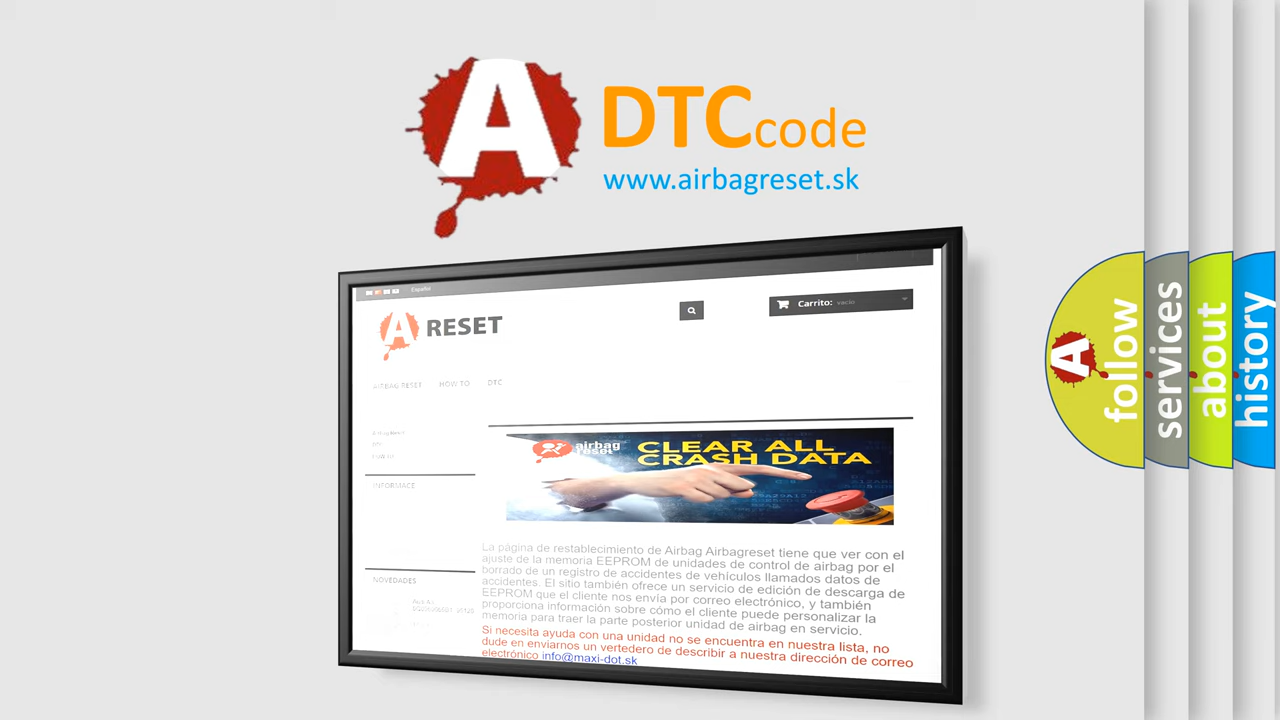 A DTCcode
www.airbagreset.sk
Español
A RESET
Carrito: vacío
AIRBAG RESET HOW TO DTC
INFORMACE
airbag
reset
CLEAR ALL
CRASH DATA
La página de restablecimiento de Airbag Airbagreset tiene que ver con el
ajuste de la memoria EEPROM de unidades de control de airbag por el
borrado de un registro de accidentes de vehículos llamados datos de
accidentes. El sitio también ofrece un servicio de edición de descarga de
EEPROM que el cliente nos envía por correo electrónico, y también
proporciona información sobre cómo el cliente puede personalizar la
memoria para traer la parte posterior unidad de airbag en servicio.
Si necesita ayuda con una unidad no se encuentra en nuestra lista, no
dude en enviarnos un vertedero de describir a nuestra dirección de correo
electrónico info@maxi-dot.sk
NOVEDADES
A follow
services
about
history